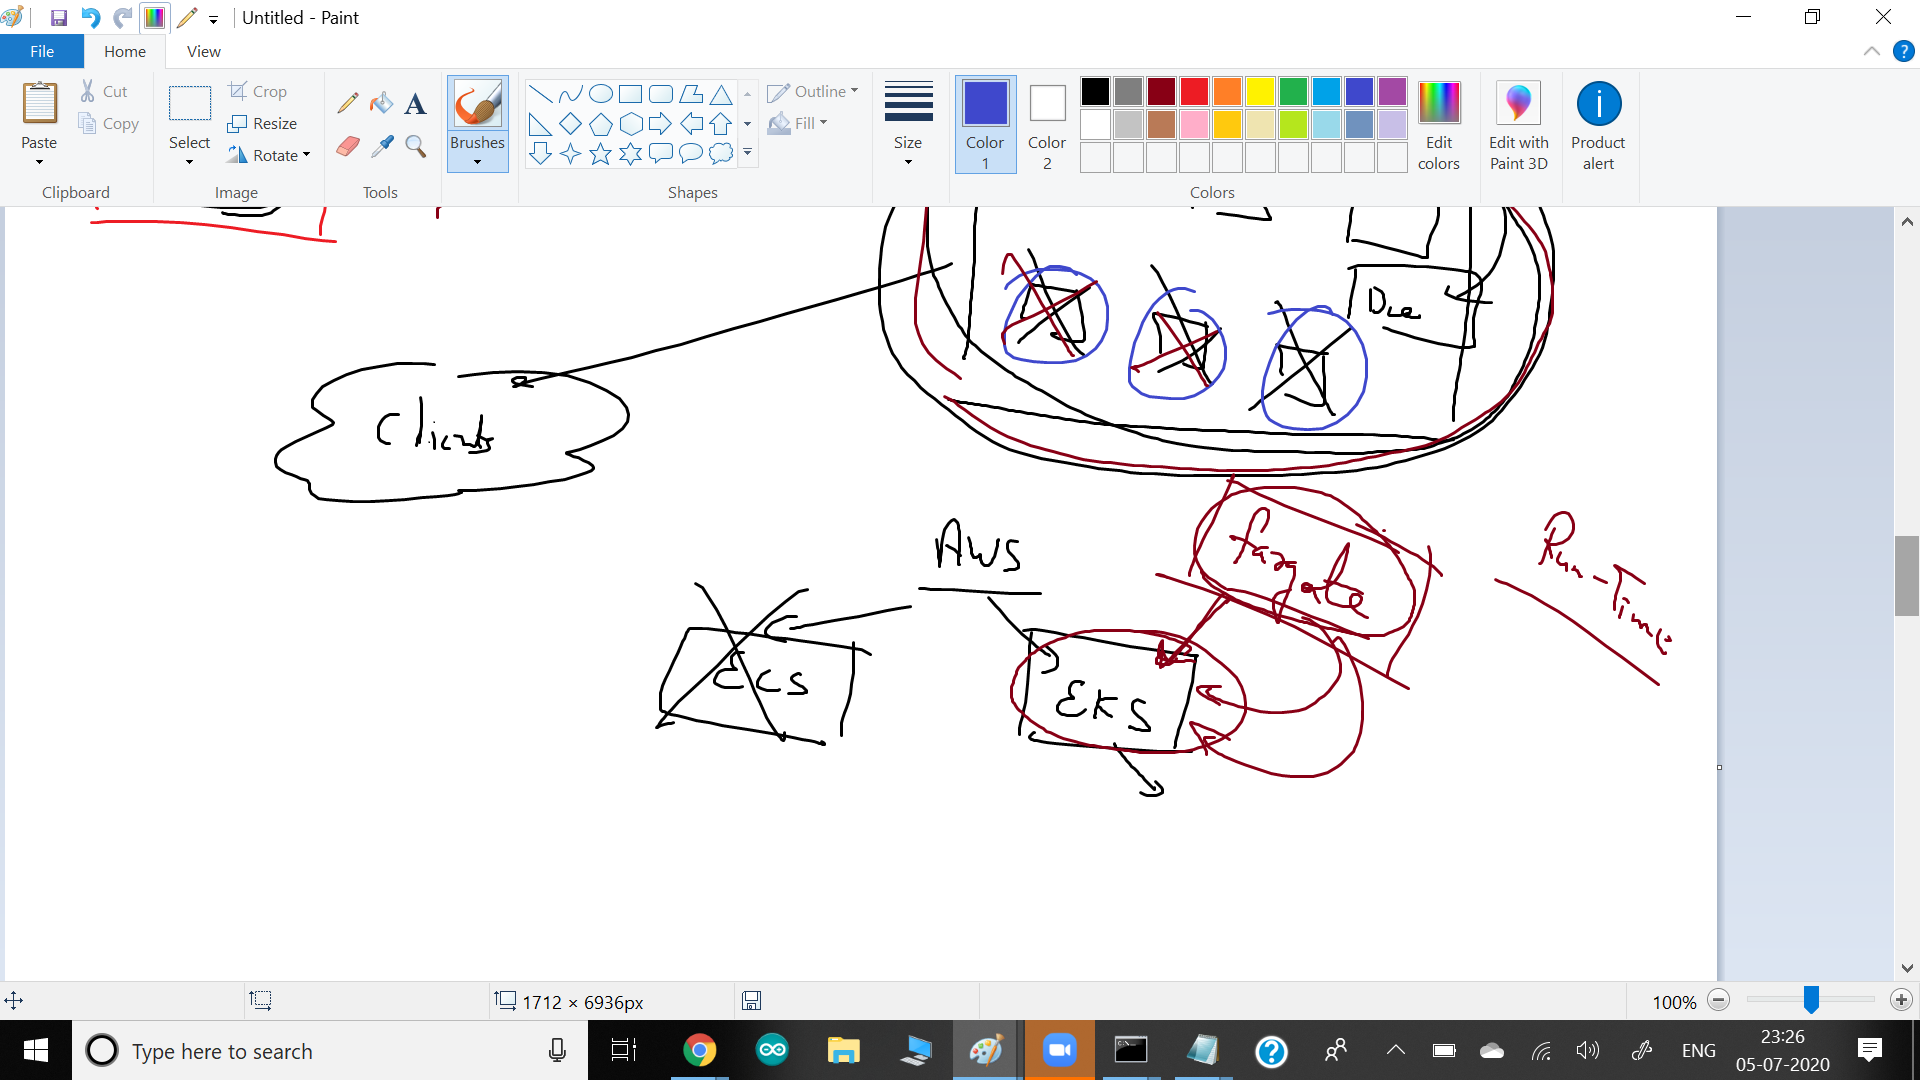 Untitled - Paint
File
Home
View
Paste
Cut
Copy
Clipboard
Select
Crop
Resize
Rotate
Image
Tools
Brushes
Shapes
Outline
Fill
Size
Color 1
Color 2
Edit colors
Colors
Edit with Paint 3D
Product alert
Clients
AWS
fargate
Run-Time
ECS
EKS
1712 × 6936px
100%
Type here to search
ENG
23:26
05-07-2020